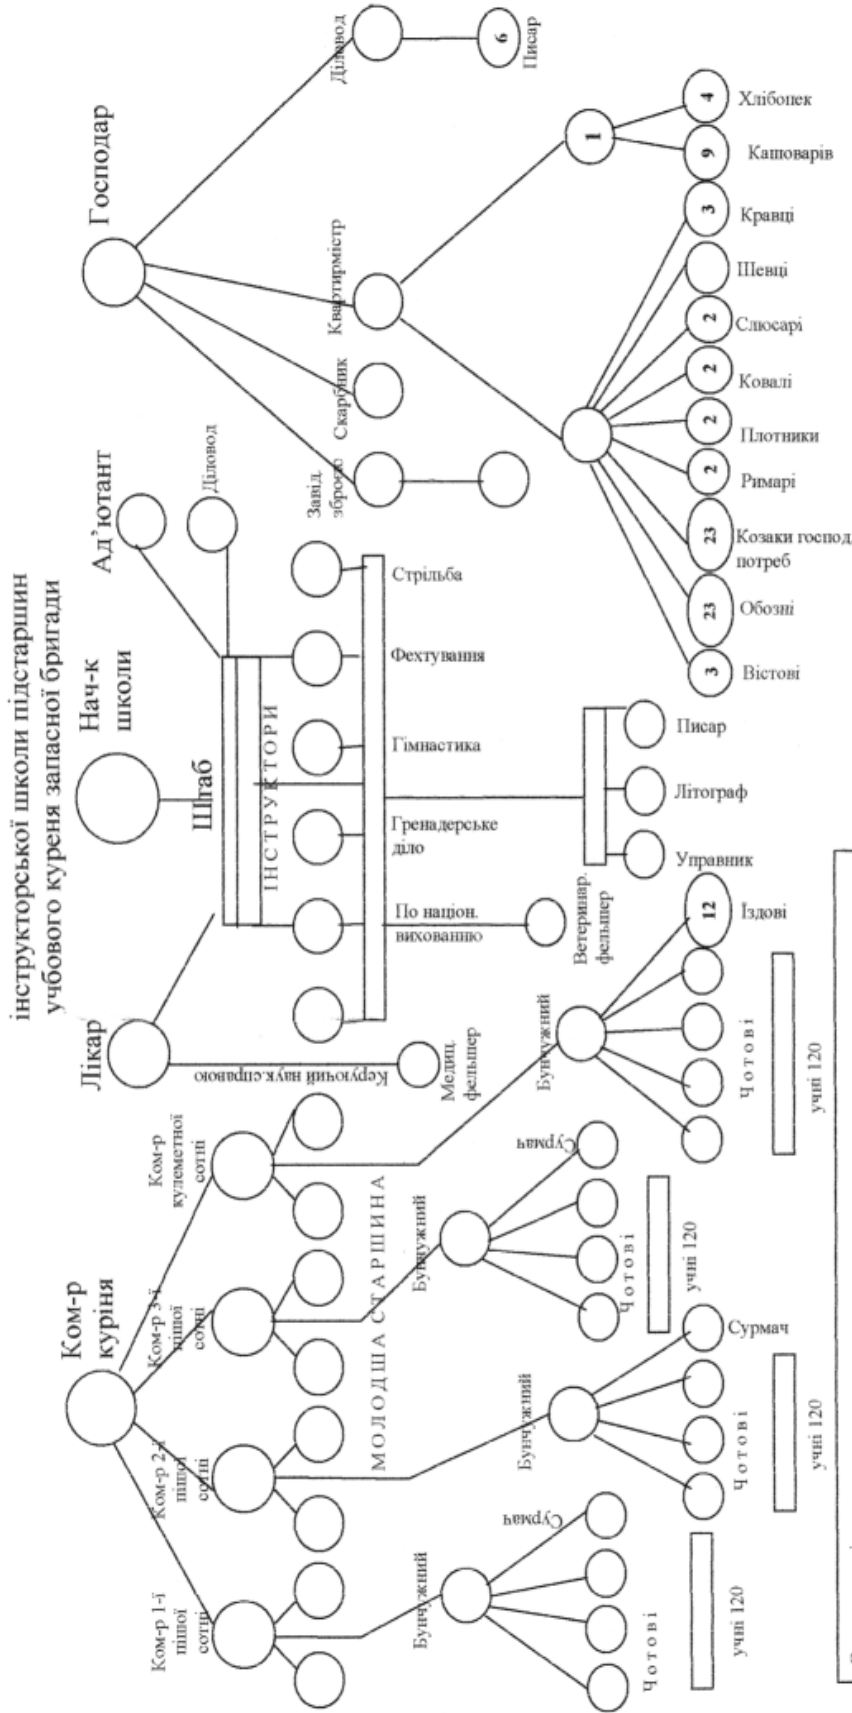 інструкторської школи підстаршин
учбового куреня запасної бригади
Ком-р
куріня
Лікар
Нач-к
школи
Ад’ютант
Господар
Штаб
Діловод
Ком-р 1-ї
пішої
сотні
Ком-р 2-ї
пішої
сотні
Ком-р 3-ї
пішої
сотні
Ком-р
кулеметної
сотні
ІНСТРУКТОРИ
Завід.
зброєю
Скарбник
Квартирмістр
Діловод
МОЛОДША СТАРШИНА
Керуючий наук.справою
По націон.
вихованню
Гренадерське
діло
Гімнастика
Фехтування
Стрільба
6
Писар
Бунчужний
Бунчужний
Бунчужний
Бунчужний
Медиц.
фельшер
Сурмач
Сурмач
Ветеринар.
фельшер
1
Чотові
учні 120
Чотові
учні 120
Сурмач
Чотові
учні 120
Чотові
учні 120
12
Їздові
Управник
Літограф
Писар
3
Вістові
23
Обозні
23
Козаки господ.
потреб
2
Римарі
2
Плотники
2
Ковалі
2
Слюсарі
Шевці
3
Кравці
9
Кашоварів
4
Хлібопек